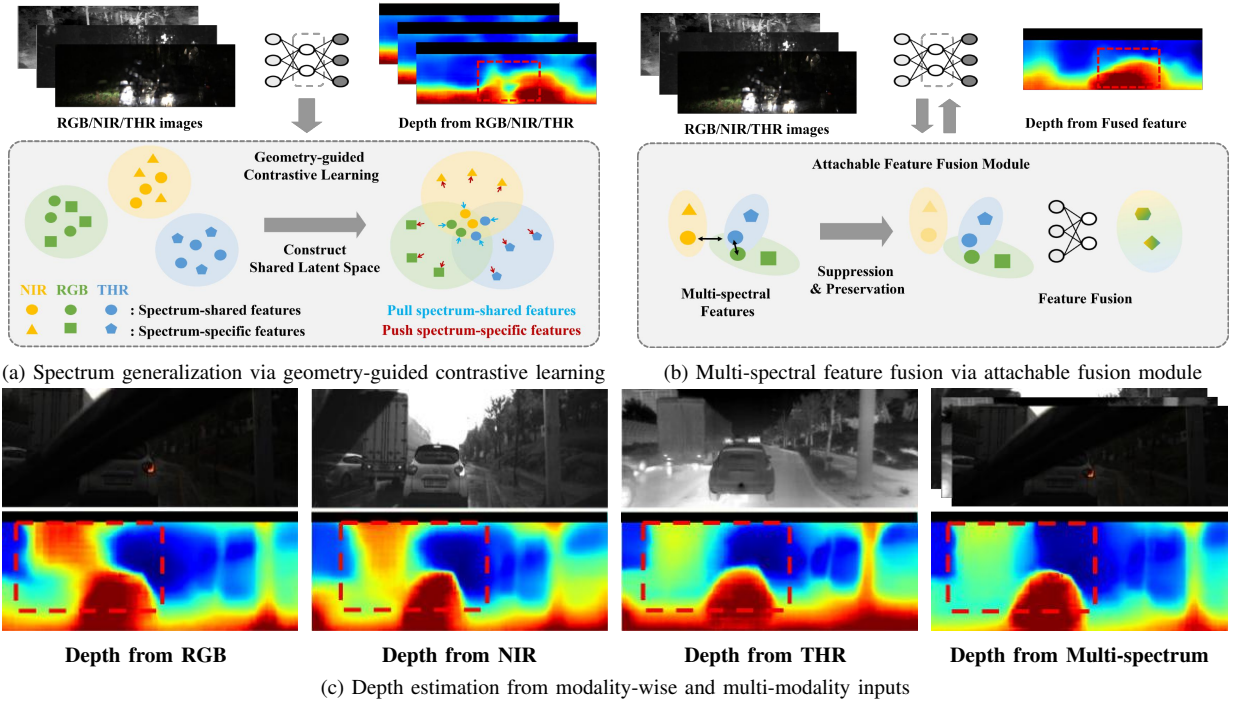 RGB/NIR/THR images
Depth from RGB/NIR/THR
Geometry-guided
Contrastive Learning
Construct
Shared Latent Space
NIR RGB THR
: Spectrum-shared features
: Spectrum-specific features
Pull spectrum-shared features
Push spectrum-specific features
(a) Spectrum generalization via geometry-guided contrastive learning
RGB/NIR/THR images
Depth from Fused feature
Attachable Feature Fusion Module
Multi-spectral
Features
Suppression
& Preservation
Feature Fusion
(b) Multi-spectral feature fusion via attachable fusion module
Depth from RGB
Depth from NIR
Depth from THR
Depth from Multi-spectrum
(c) Depth estimation from modality-wise and multi-modality inputs